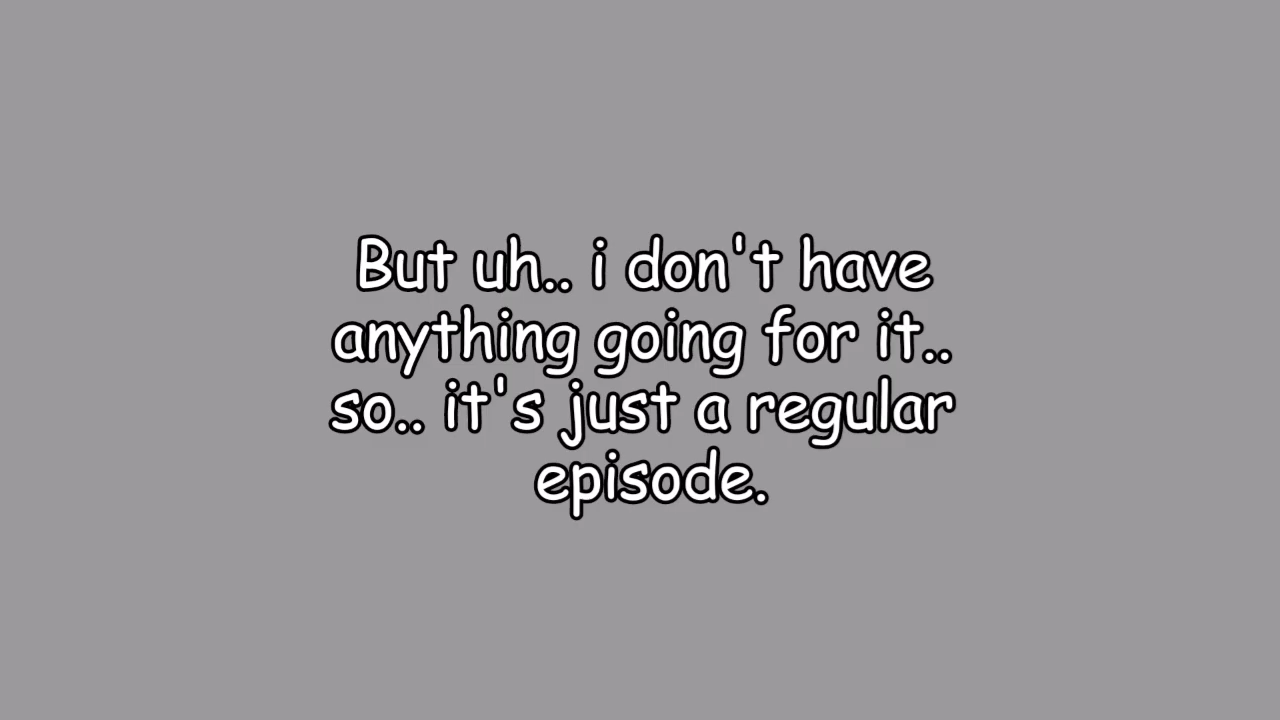 But uh.. i don't have
anything going for it..
so.. it's just a regular
episode.